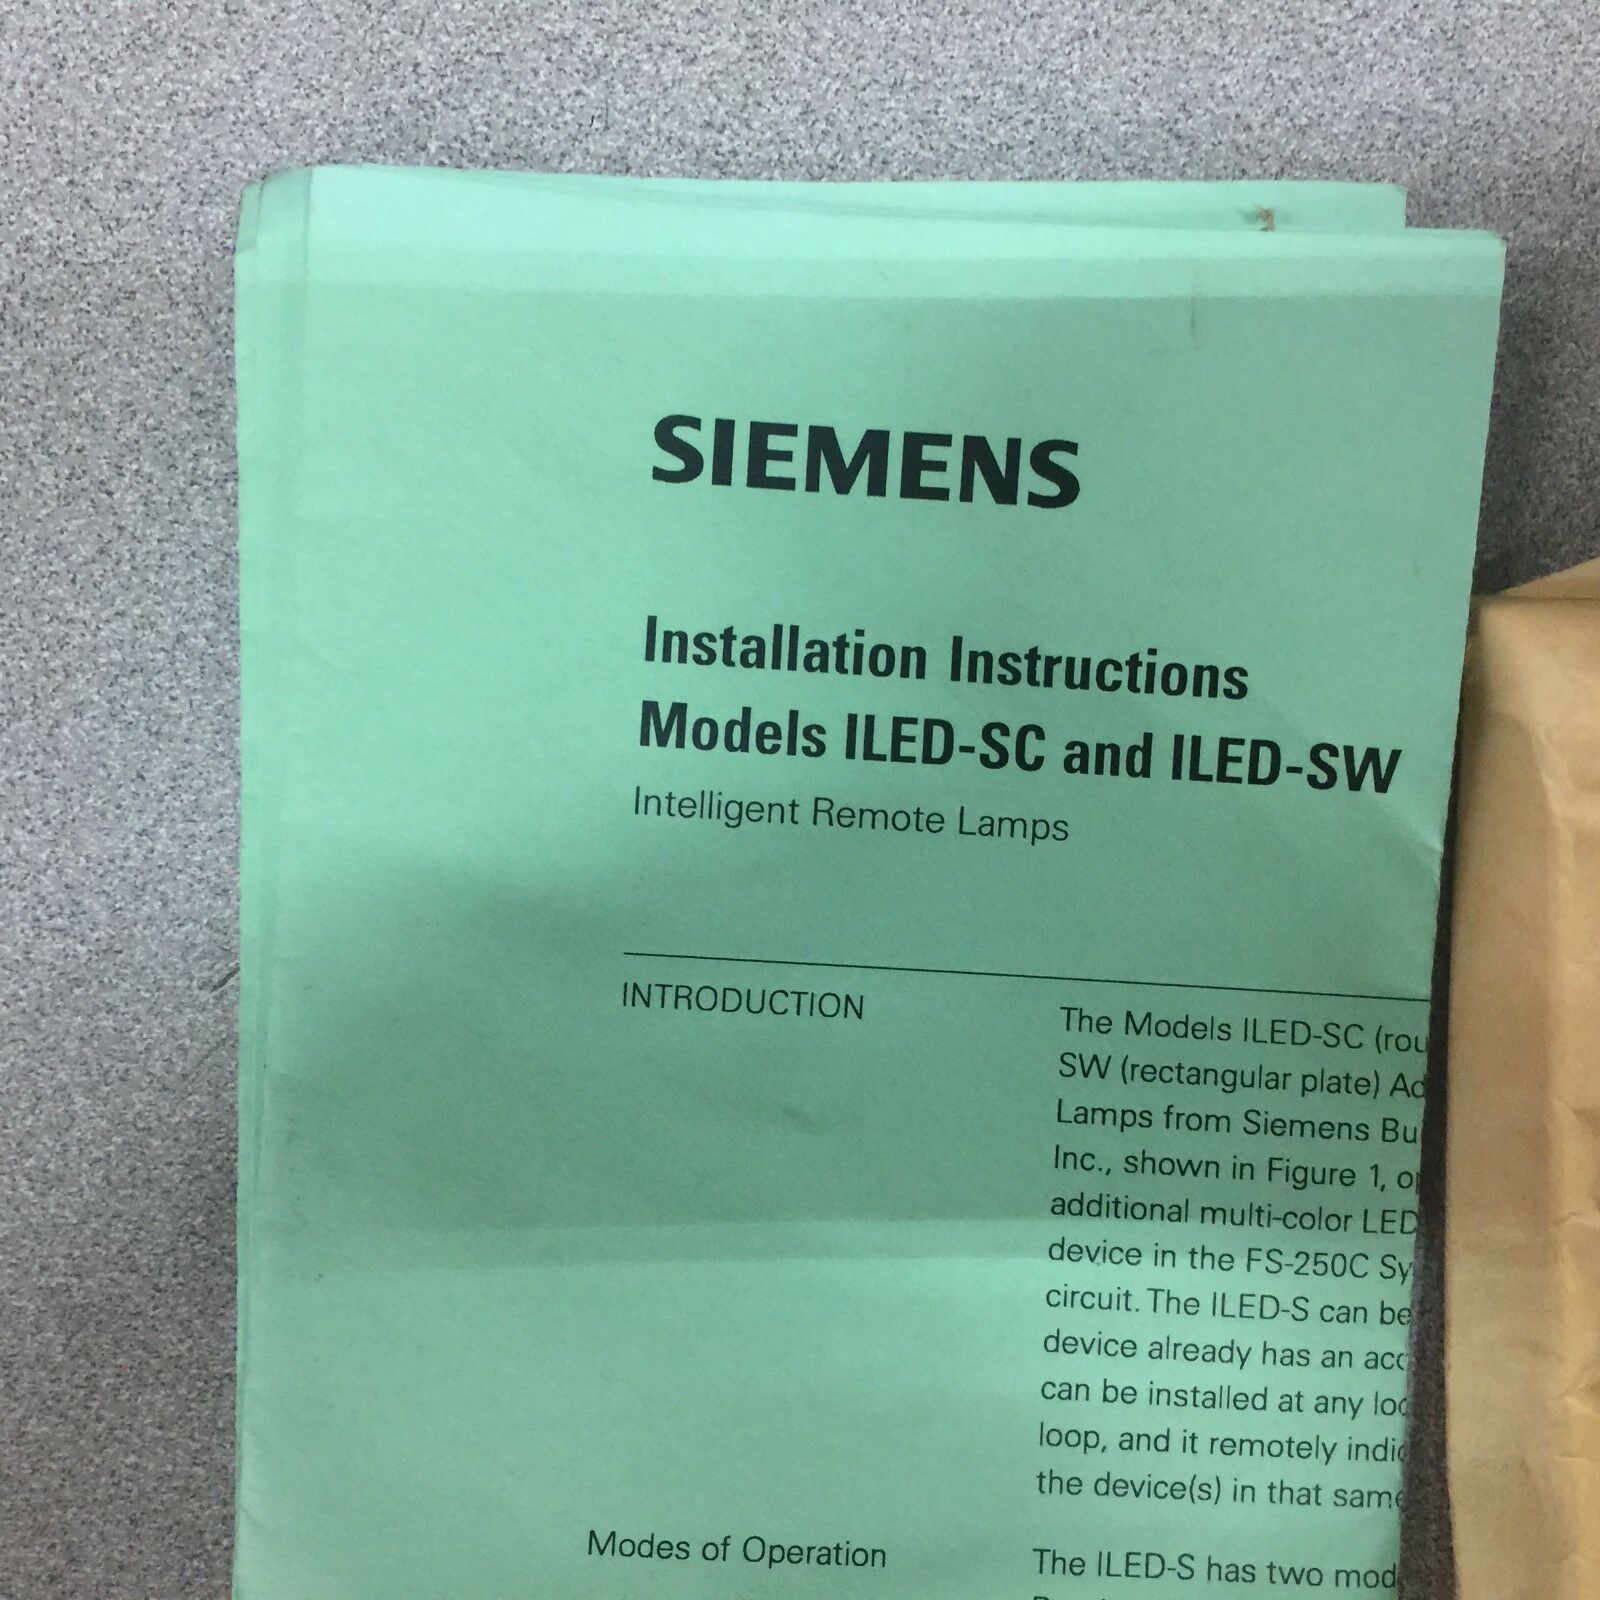 SIEMENS
Installation Instructions
Models ILED-SC and ILED-SW
Intelligent Remote Lamps
INTRODUCTION
The Models ILED-SC
SW (rectangular plate)
Lamps from Siemens
Inc., shown in Figure 1,
additional multi-color LED
device in the FS-250C
circuit. The ILED-S can be
device already has an
can be installed at any
loop, and it remotely
the device(s) in that same
Modes of Operation
The ILED-S has two